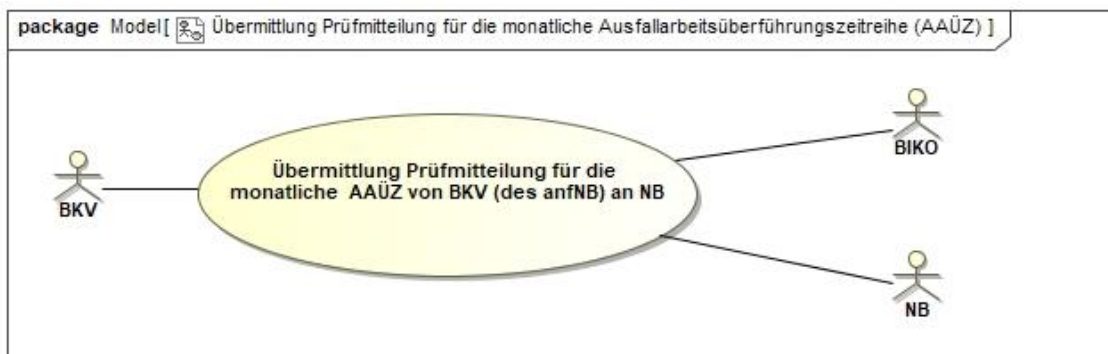 package Model[ Übermittlung Prüfmitteilung für die monatliche Ausfallarbeitsüberführungszeitreihe (AAÜZ) ]
BIKO
Übermittlung Prüfmitteilung für die
monatliche AAÜZ von BKV (des anfNB) an NB
BKV
NB